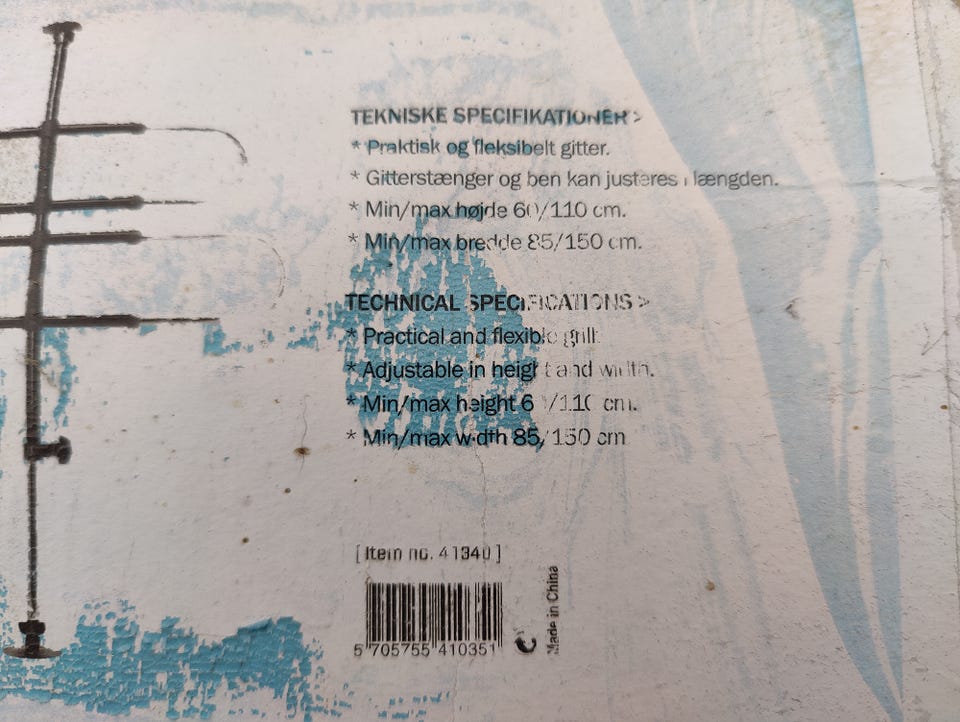 TEKNISKE SPECIFIKATIONER >
* Praktisk og fleksibelt gitter.
* Gitterstænger og ben kan justeres i længden.
* Min/max højde 60/110 cm.
* Min/max bredde 85/150 cm.
TECHNICAL SPECIFICATIONS >
* Practical and flexible grill.
* Adjustable in height and width.
* Min/max height 60/110 cm.
* Min/max width 85/150 cm
[ Item no. 41340 ]
5 705755 410351
Made in China